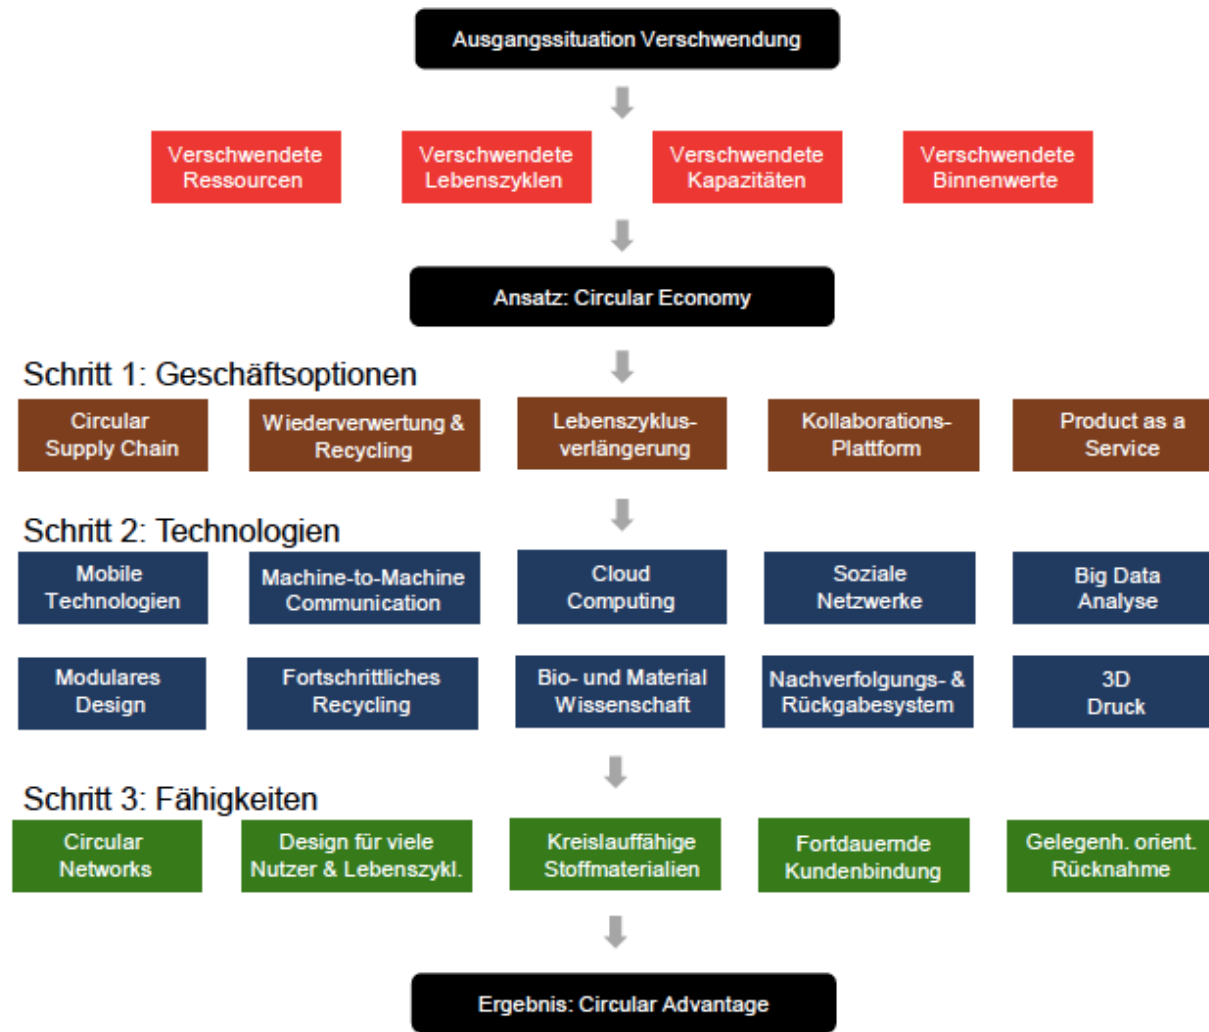 Ausgangssituation Verschwendung
Verschwendete
Ressourcen
Verschwendete
Lebenszyklen
Verschwendete
Kapazitäten
Verschwendete
Binnenwerte
Ansatz: Circular Economy
Schritt 1: Geschäftsoptionen
Circular
Supply Chain
Wiederverwertung &
Recycling
Lebenszyklus-
verlängerung
Kollaborations-
Plattform
Product as a
Service
Schritt 2: Technologien
Mobile
Technologien
Machine-to-Machine
Communication
Cloud
Computing
Soziale
Netzwerke
Big Data
Analyse
Modulares
Design
Fortschrittliches
Recycling
Bio- und Material
Wissenschaft
Nachverfolgungs- &
Rückgabesystem
3D
Druck
Schritt 3: Fähigkeiten
Circular
Networks
Design für viele
Nutzer & Lebenszykl.
Kreislauffähige
Stoffmaterialien
Fortdauernde
Kundenbindung
Gelegenh. orient.
Rücknahme
Ergebnis: Circular Advantage